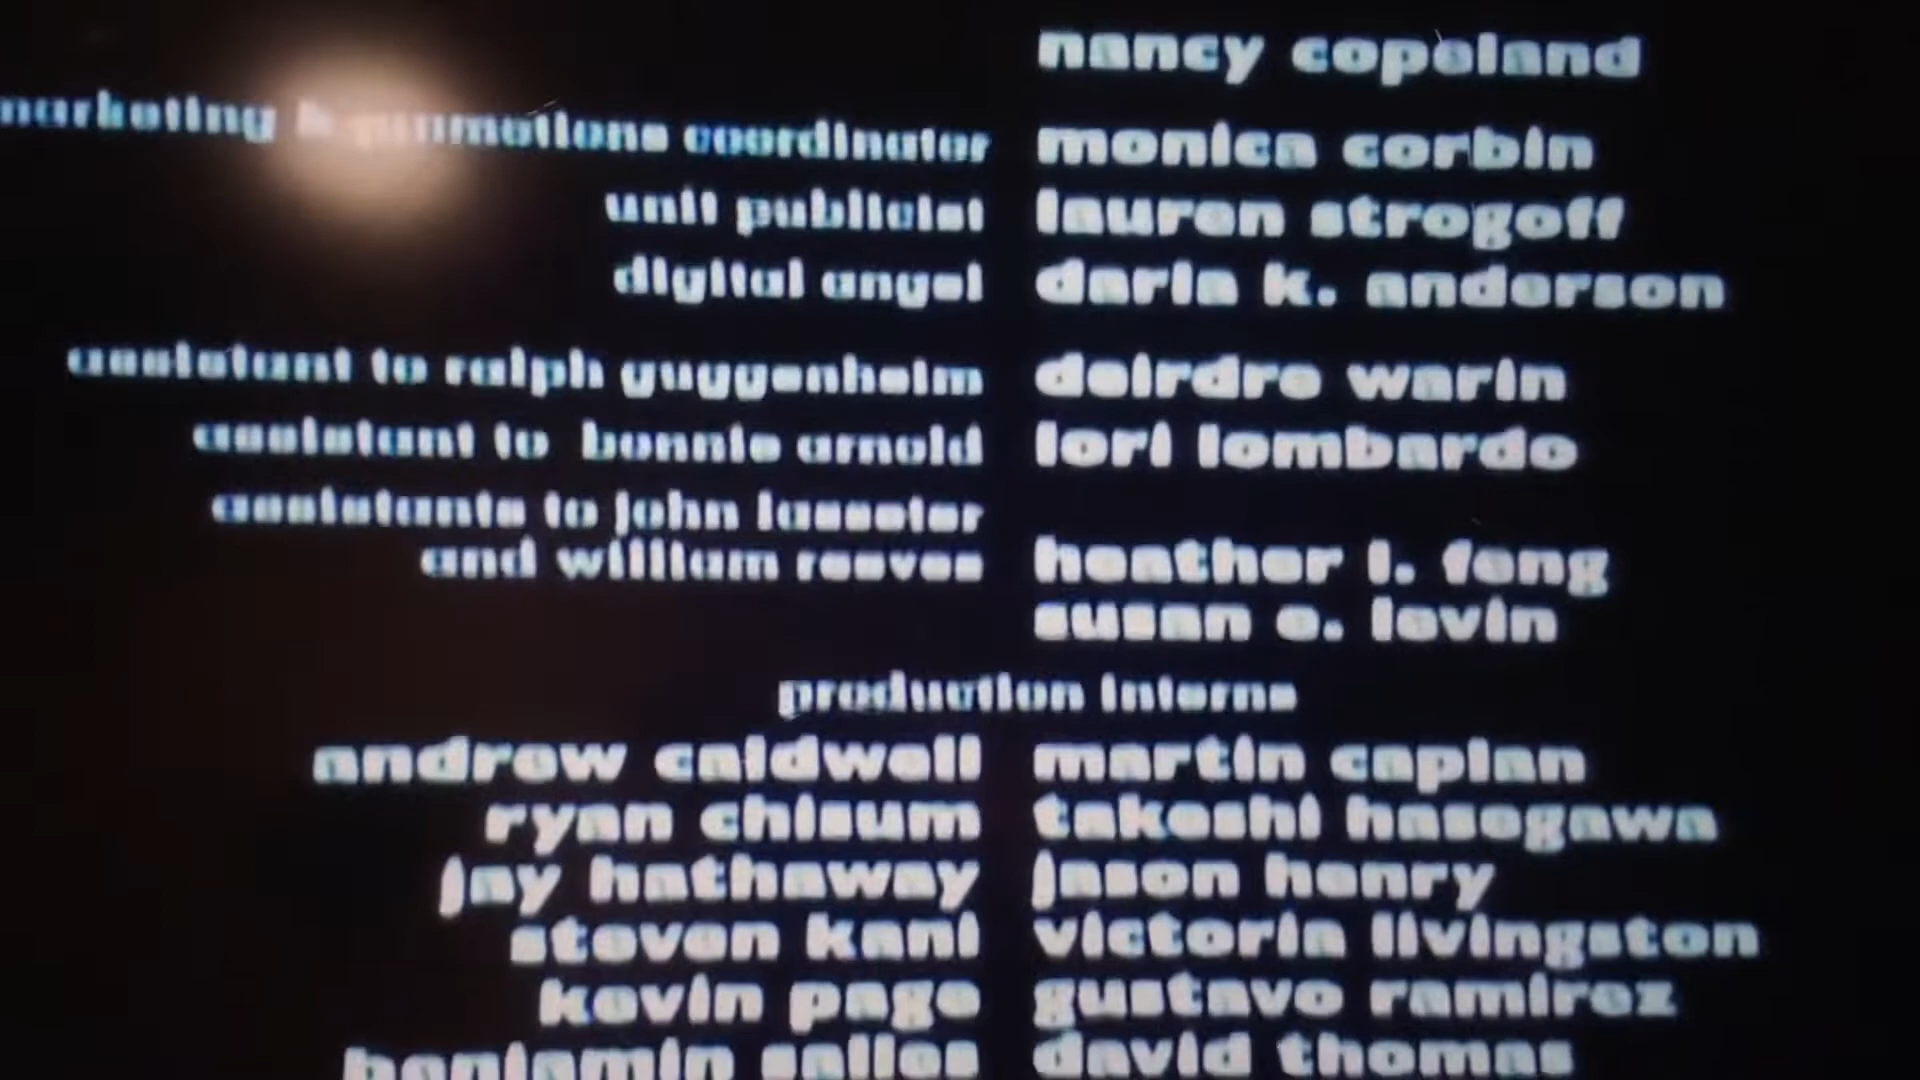 nancy copeland
marketing & promotions coordinator monica corbin
unit publicist lauren strogoff
digital angel darla k. anderson
assistant to ralph guggenheim deirdre warin
assistant to bonnie arnold lori lombardo
assistants to john lasseter
and william reeves heather l. feng
susan e. levin
production interns
andrew caldwell martin caplan
ryan chisum takeshi hasegawa
jay hathaway jason henry
steven kani victoria livingston
kevin page gustavo ramirez
benjamin salles david thomas